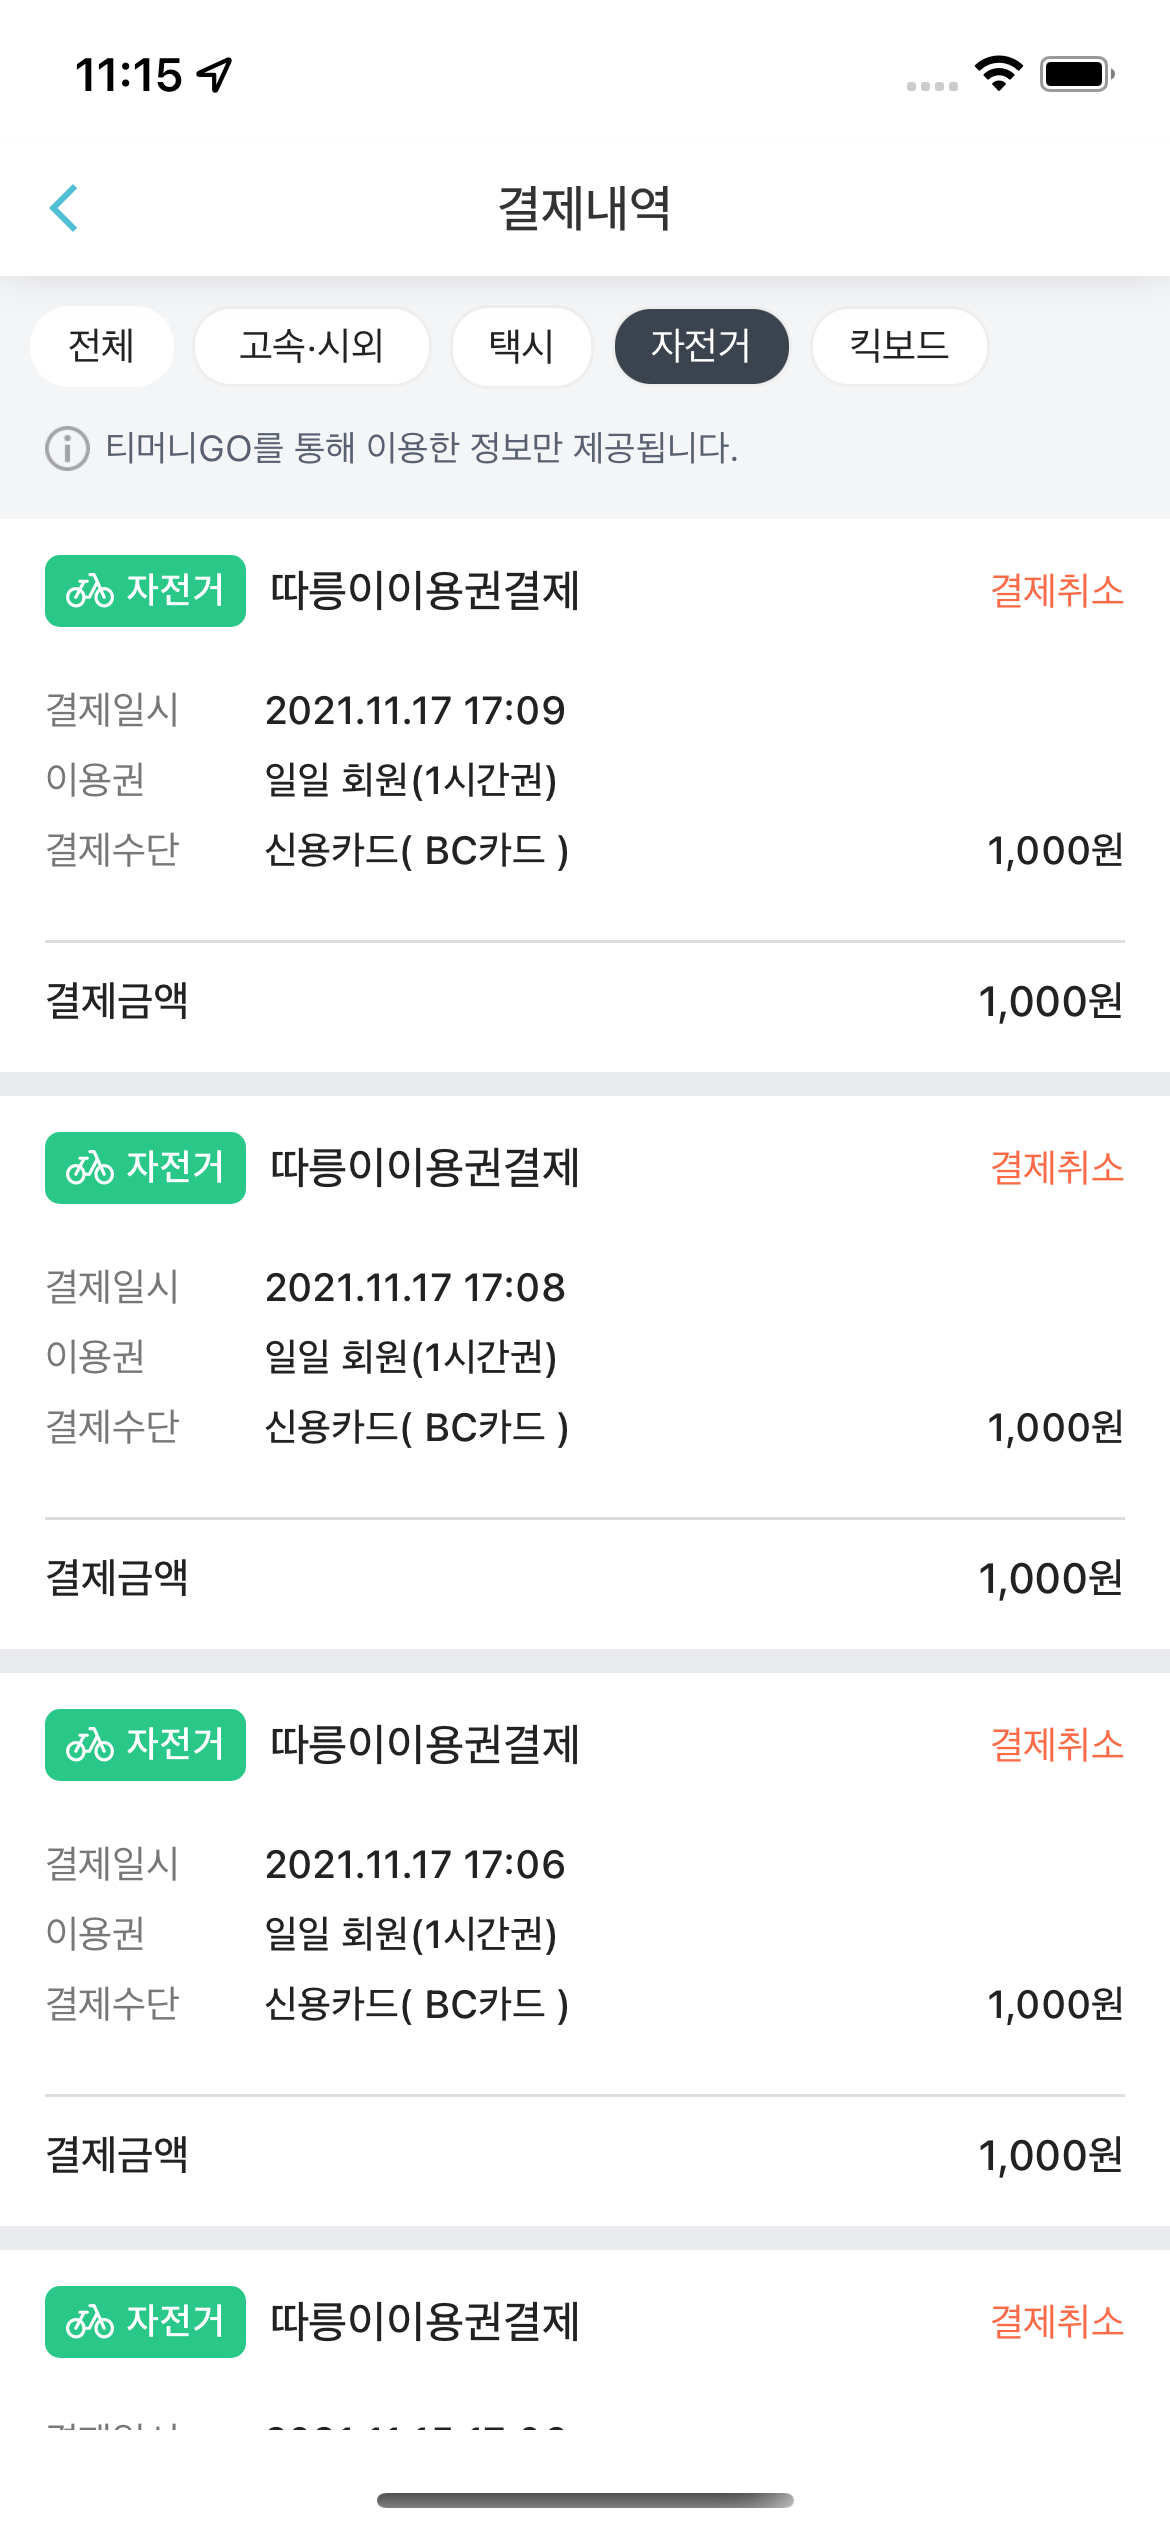 11:15
결제내역
전체 고속·시외 택시 자전거 킥보드
티머니GO를 통해 이용한 정보만 제공됩니다.
자전거 따릉이이용권결제 결제취소
결제일시 2021.11.17 17:09
이용권 일일 회원(1시간권)
결제수단 신용카드( BC카드 ) 1,000원
결제금액 1,000원
자전거 따릉이이용권결제 결제취소
결제일시 2021.11.17 17:08
이용권 일일 회원(1시간권)
결제수단 신용카드( BC카드 ) 1,000원
결제금액 1,000원
자전거 따릉이이용권결제 결제취소
결제일시 2021.11.17 17:06
이용권 일일 회원(1시간권)
결제수단 신용카드( BC카드 ) 1,000원
결제금액 1,000원
자전거 따릉이이용권결제 결제취소